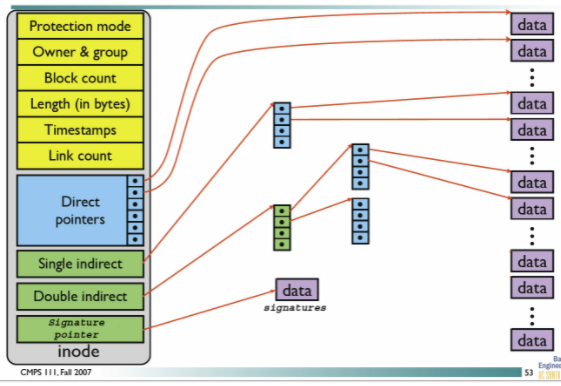 Protection mode
Owner & group
Block count
Length (in bytes)
Timestamps
Link count
Direct
pointers
Single indirect
Double indirect
Signature
pointer
inode
data
signatures
data
data
data
data
data
data
data
data
data
CMPS 111, Fall 2007
53
Engine